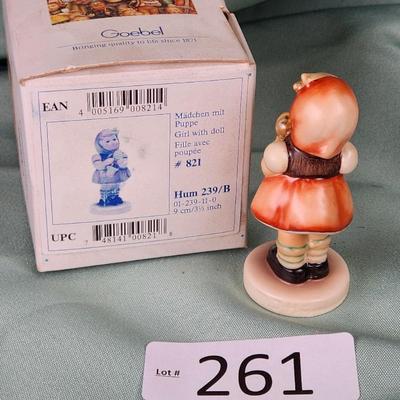 Goebel
Bringing quality to life since 1871
EAN
4 005169 008214
Mädchen mit
Puppe
Girl with doll
Fille avec
poupée
# 821
Hum 239/B
01-239-11-0
9 cm/3½ inch
UPC
7 48141 00821 8
Lot # 261